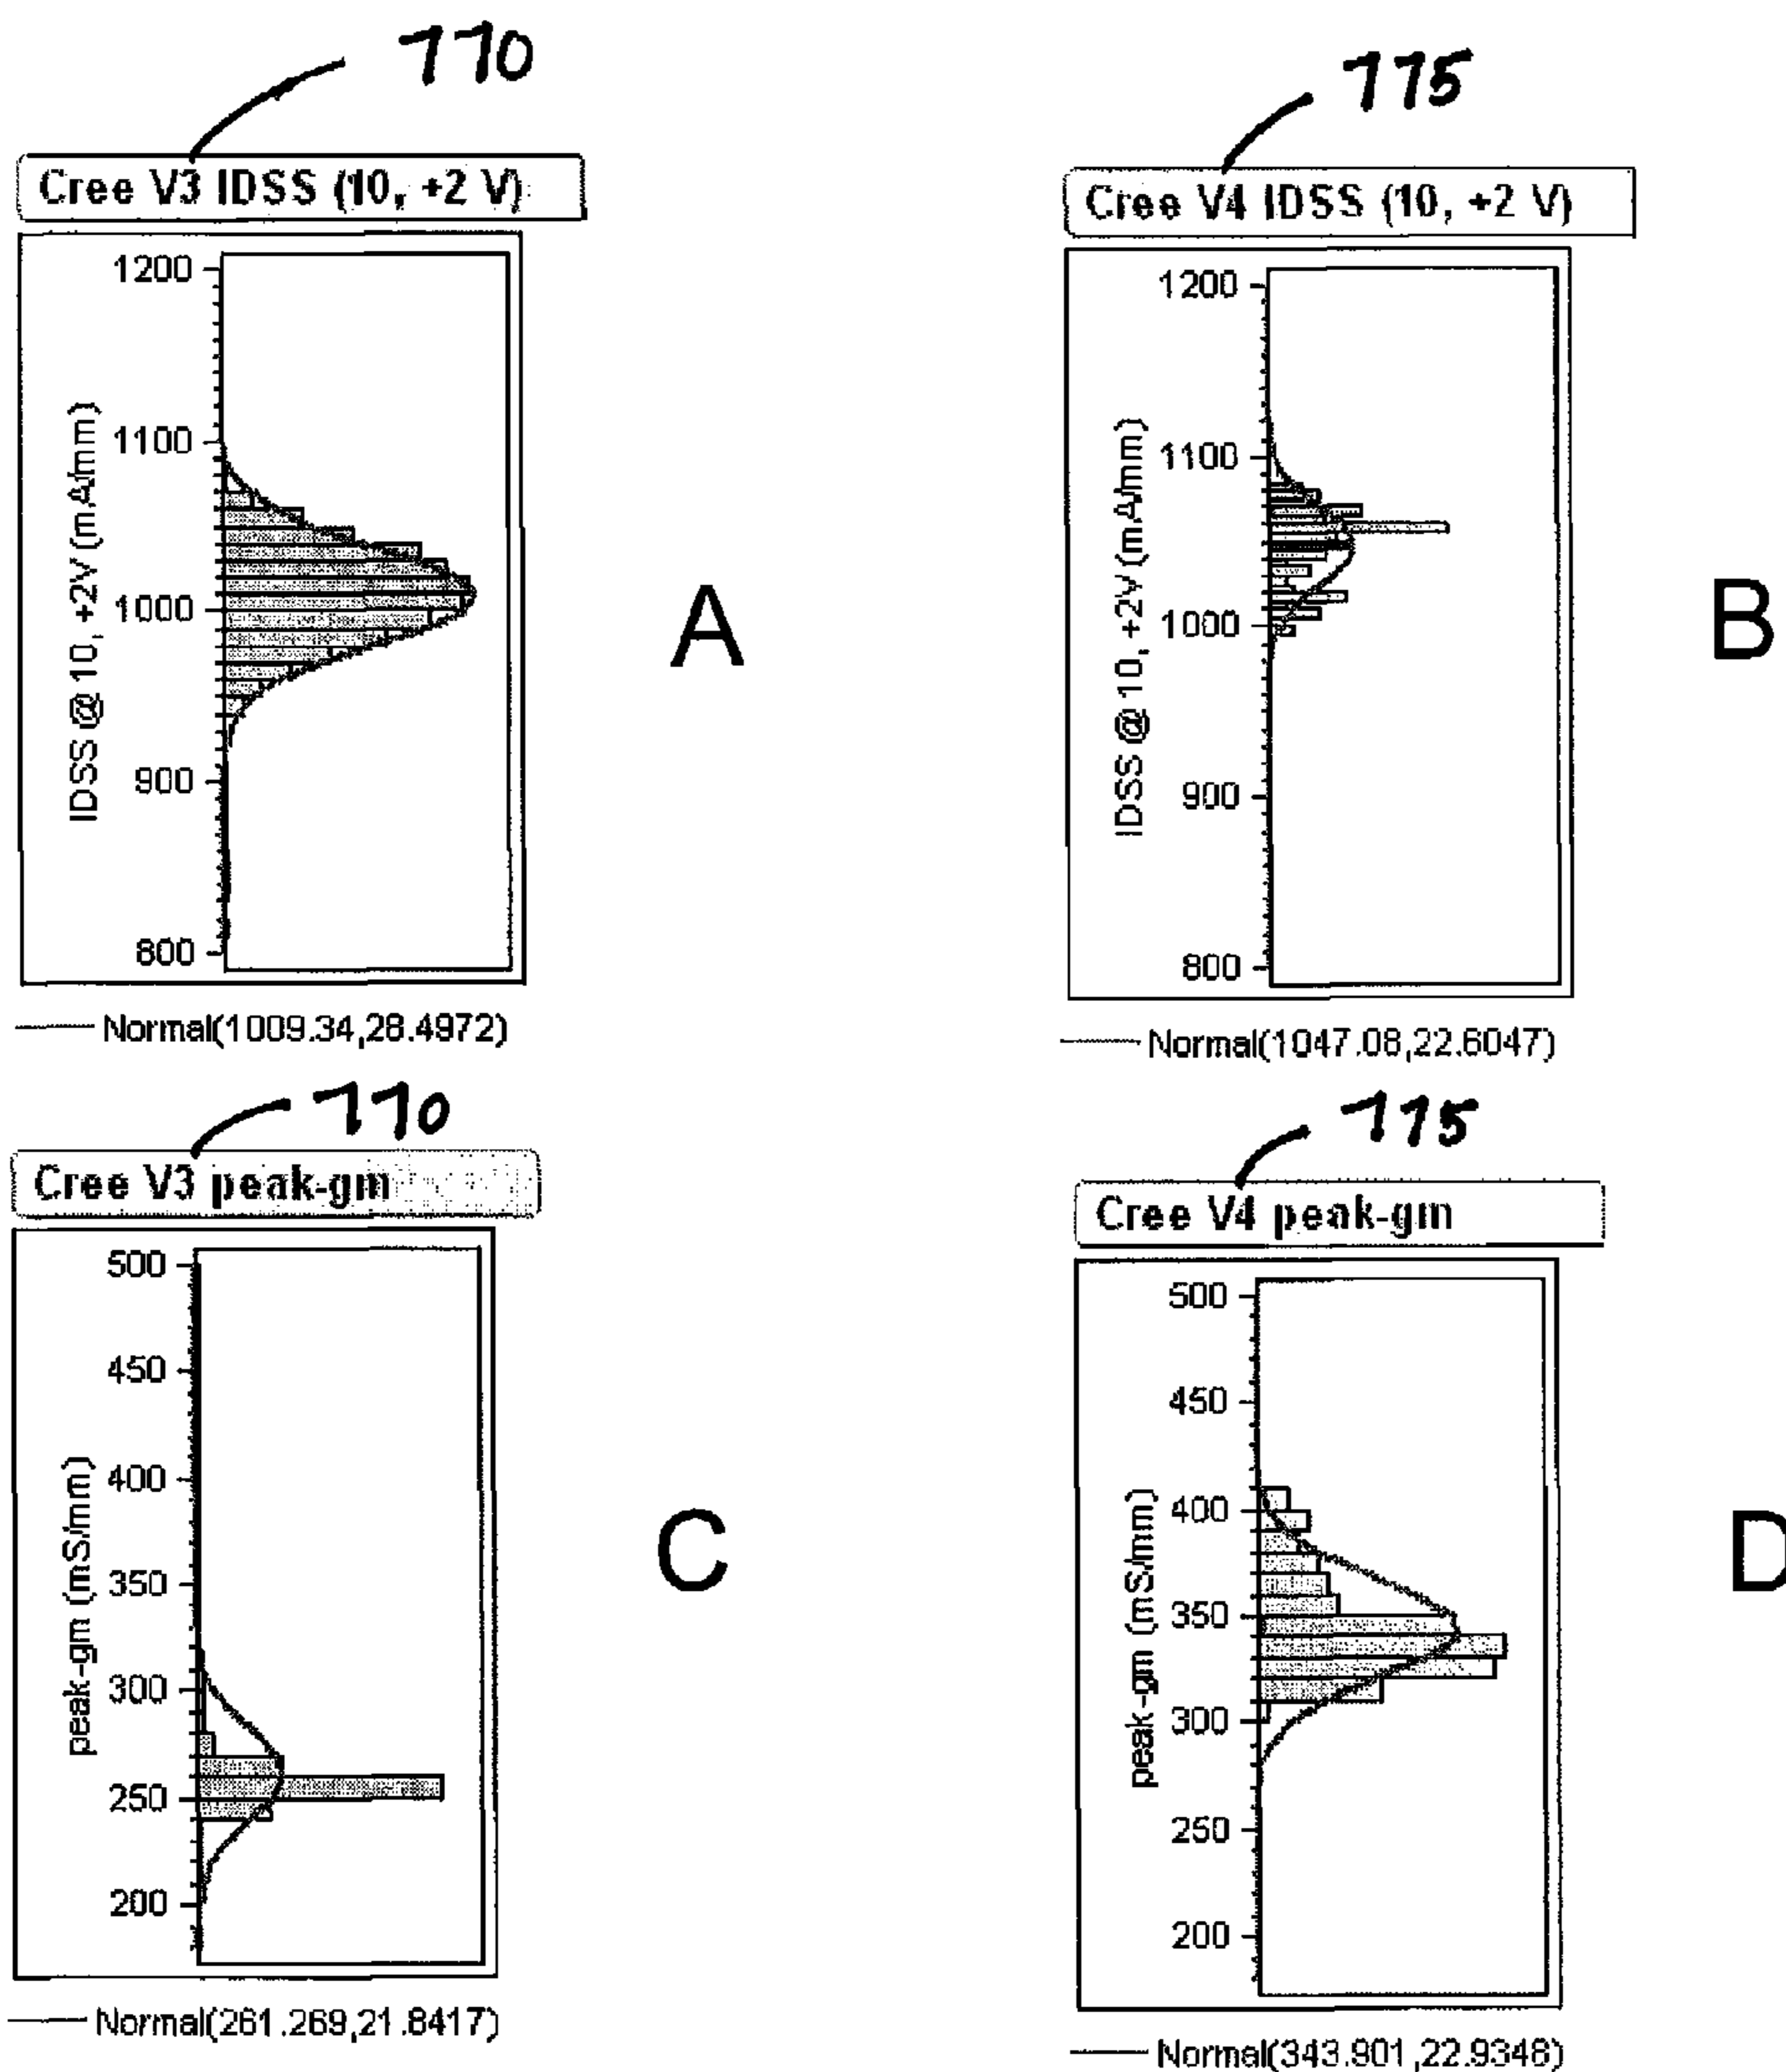 770
Cree V3 IDSS (10, +2 V)
IDSS @ 10, +2V (mA/mm)
1200
1100
1000
900
800
Normal(1009.34,28.4972)
A
775
Cree V4 IDSS (10, +2 V)
IDSS @ 10, +2V (mA/mm)
1200
1100
1000
900
800
Normal(1047.08,22.6047)
B
770
Cree V3 peak-gm
peak-gm (mS/mm)
500
450
400
350
300
250
200
Normal(261.269,21.8417)
C
775
Cree V4 peak-gm
peak-gm (mS/mm)
500
450
400
350
300
250
200
Normal(343.901,22.9348)
D